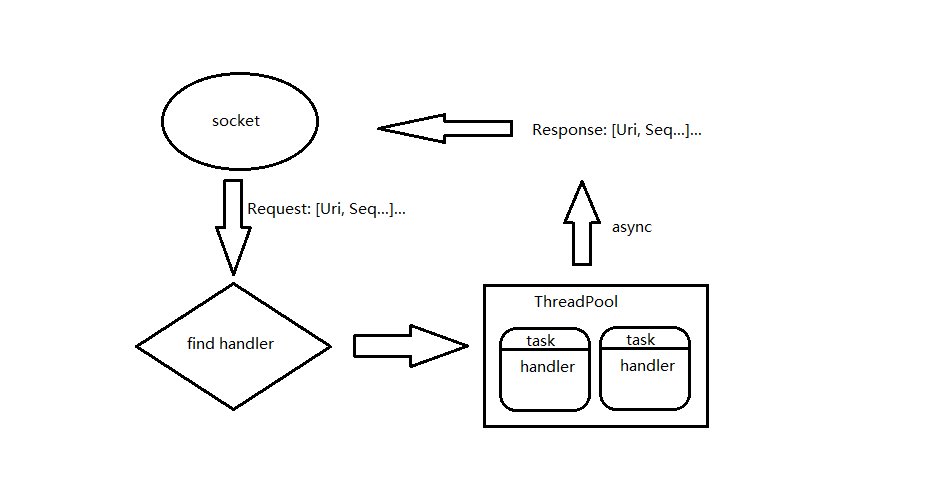 socket
Response: [Uri, Seq...]...
Request: [Uri, Seq...]...
async
ThreadPool
find handler
task
handler
task
handler